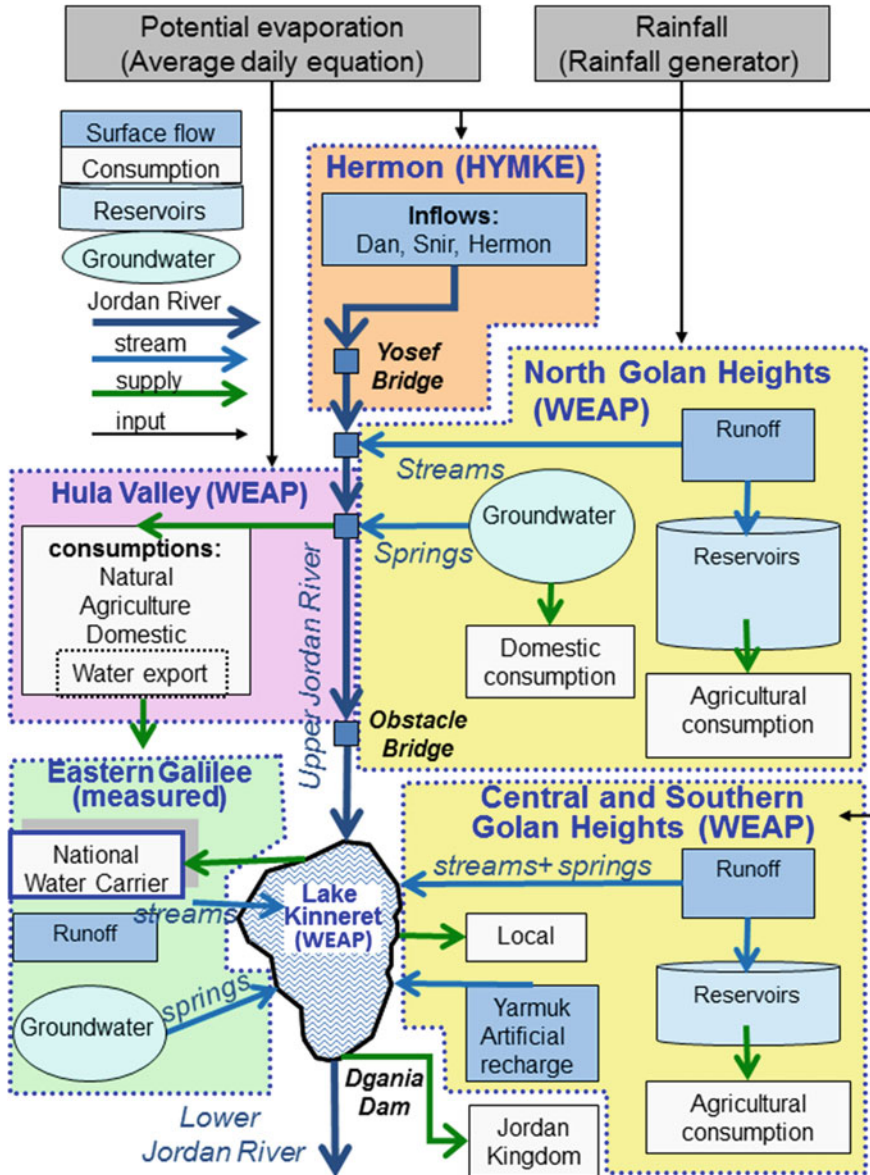 Potential evaporation
(Average daily equation)
Rainfall
(Rainfall generator)
Surface flow
Consumption
Reservoirs
Groundwater
Jordan River
stream
supply
input
Hermon (HYMKE)
Inflows:
Dan, Snir, Hermon
Yosef
Bridge
North Golan Heights
(WEAP)
Runoff
Streams
Groundwater
Springs
Reservoirs
Domestic
consumption
Agricultural
consumption
Hula Valley (WEAP)
consumptions:
Natural
Agriculture
Domestic
Water export
Upper Jordan River
Obstacle
Bridge
Eastern Galilee
(measured)
National
Water Carrier
streams
Runoff
springs
Groundwater
Lake
Kinneret
(WEAP)
Central and Southern
Golan Heights (WEAP)
streams+ springs
Runoff
Local
Reservoirs
Yarmuk
Artificial
recharge
Agricultural
consumption
Dgania
Dam
Lower
Jordan River
Jordan
Kingdom